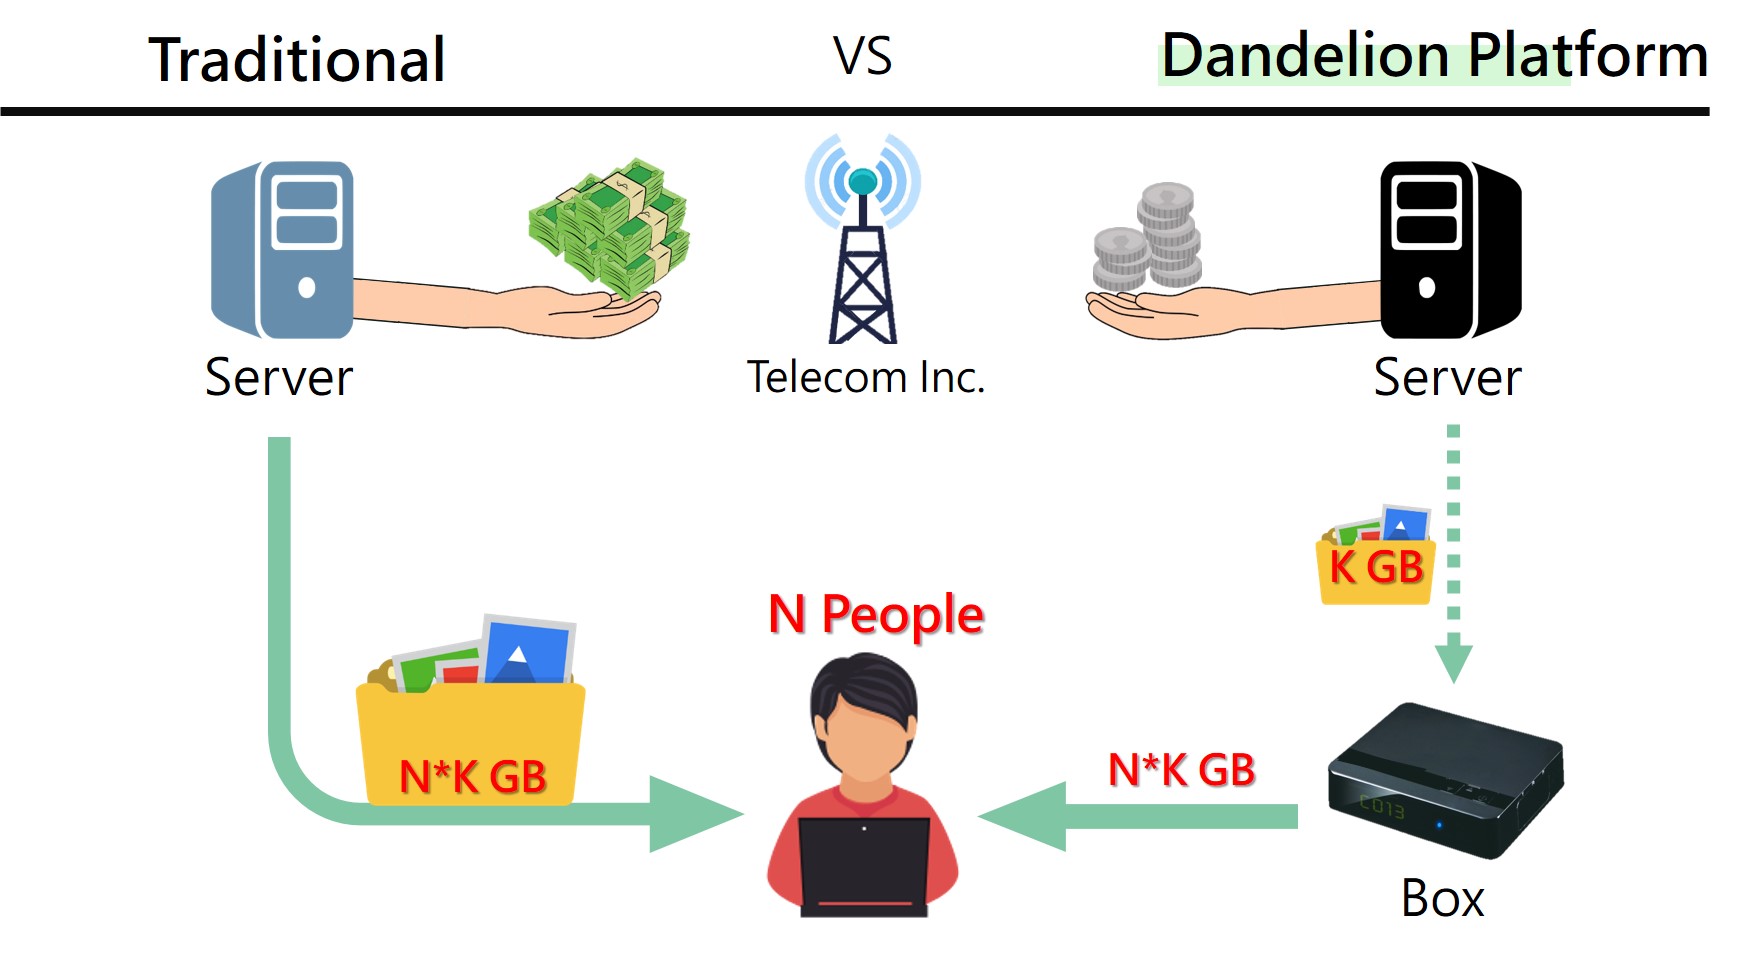 Traditional
VS
Dandelion Platform
Server
Telecom Inc.
Server
K GB
N People
N*K GB
N*K GB
C013
Box